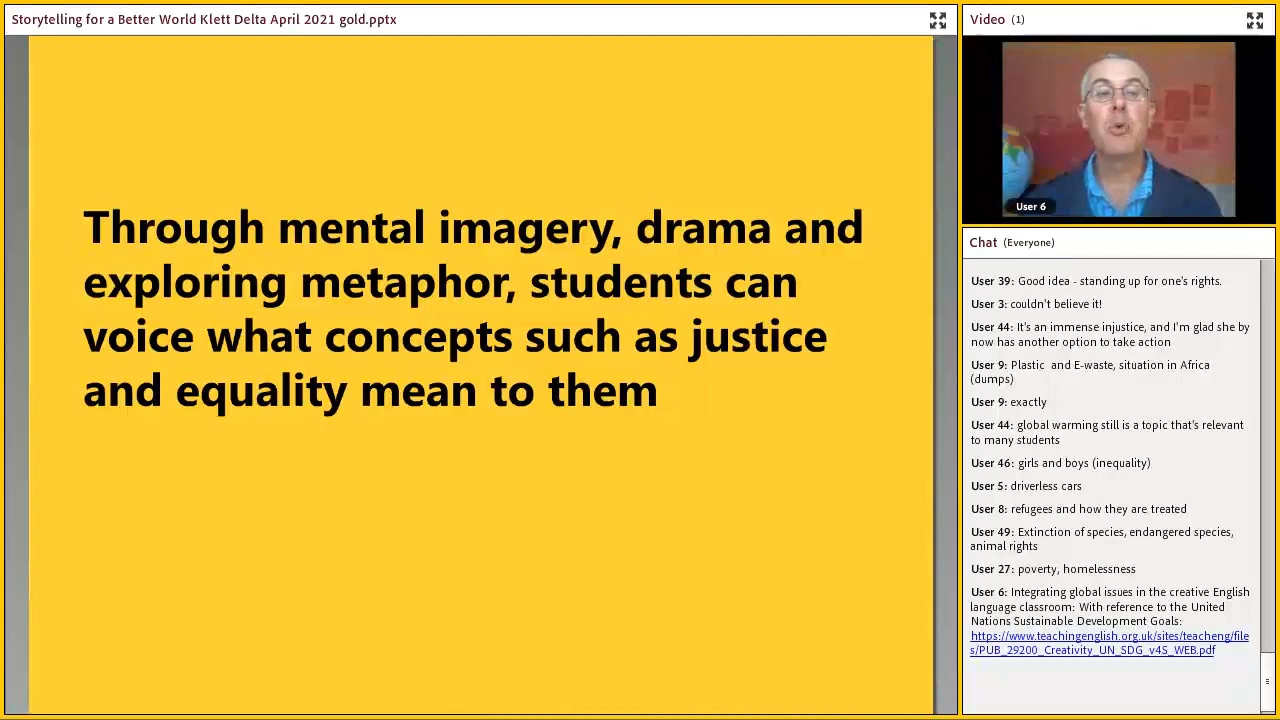 Storytelling for a Better World Klett Delta April 2021 gold.pptx
Through mental imagery, drama and
exploring metaphor, students can
voice what concepts such as justice
and equality mean to them
Video (1)
User 6
Chat (Everyone)
User 39: Good idea - standing up for one's rights.
User 3: couldn't believe it!
User 44: It's an immense injustice, and I'm glad she by
now has another option to take action
User 9: Plastic and E-waste, situation in Africa
(dumps)
User 9: exactly
User 44: global warming still is a topic that's relevant
to many students
User 46: girls and boys (inequality)
User 5: driverless cars
User 8: refugees and how they are treated
User 49: Extinction of species, endangered species,
animal rights
User 27: poverty, homelessness
User 6: Integrating global issues in the creative English
language classroom: With reference to the United
Nations Sustainable Development Goals:
https://www.teachingenglish.org.uk/sites/teacheng/file
s/PUB_29200_Creativity_UN_SDG_v4S_WEB.pdf